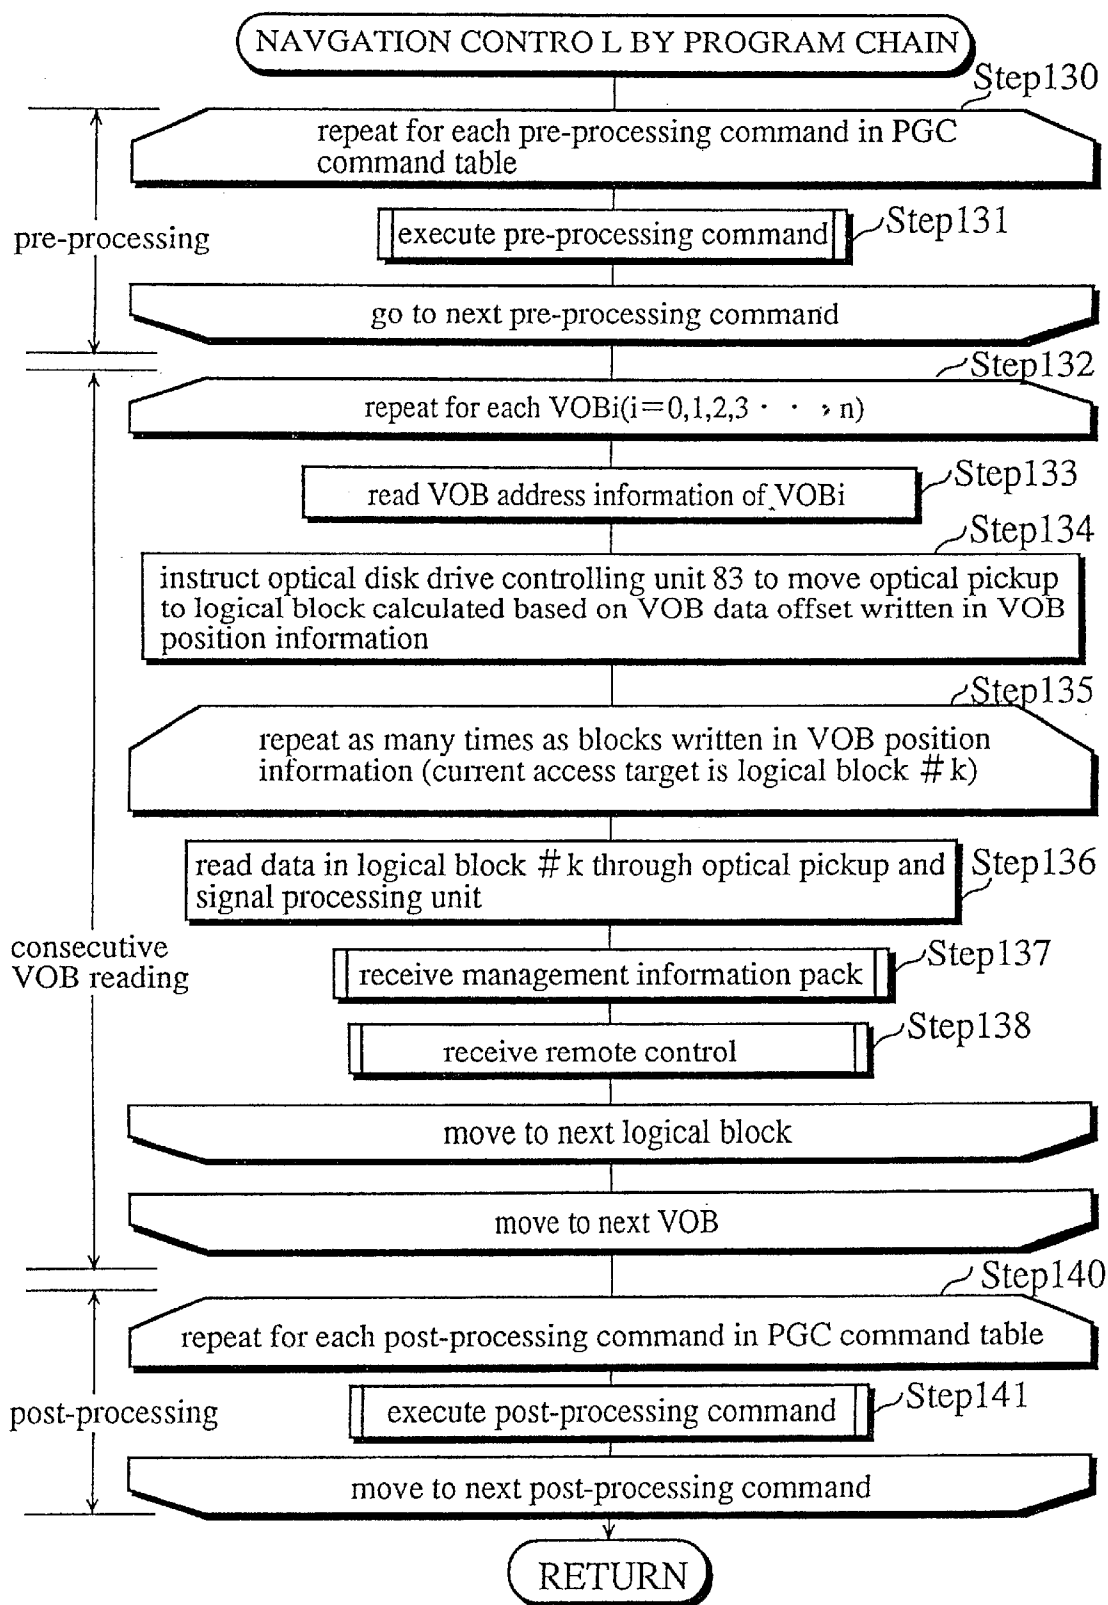 NAVGATION CONTROL BY PROGRAM CHAIN
Step130
repeat for each pre-processing command in PGC
command table
Step131
execute pre-processing command
pre-processing
go to next pre-processing command
Step132
repeat for each VOBi(i=0,1,2,3 · · , n)
Step133
read VOB address information of VOBi
Step134
instruct optical disk drive controlling unit 83 to move optical pickup
to logical block calculated based on VOB data offset written in VOB
position information
Step135
repeat as many times as blocks written in VOB position
information (current access target is logical block #k)
read data in logical block #k through optical pickup and
signal processing unit
Step136
consecutive
VOB reading
Step137
receive management information pack
Step138
receive remote control
move to next logical block
move to next VOB
Step140
repeat for each post-processing command in PGC command table
Step141
execute post-processing command
post-processing
move to next post-processing command
RETURN